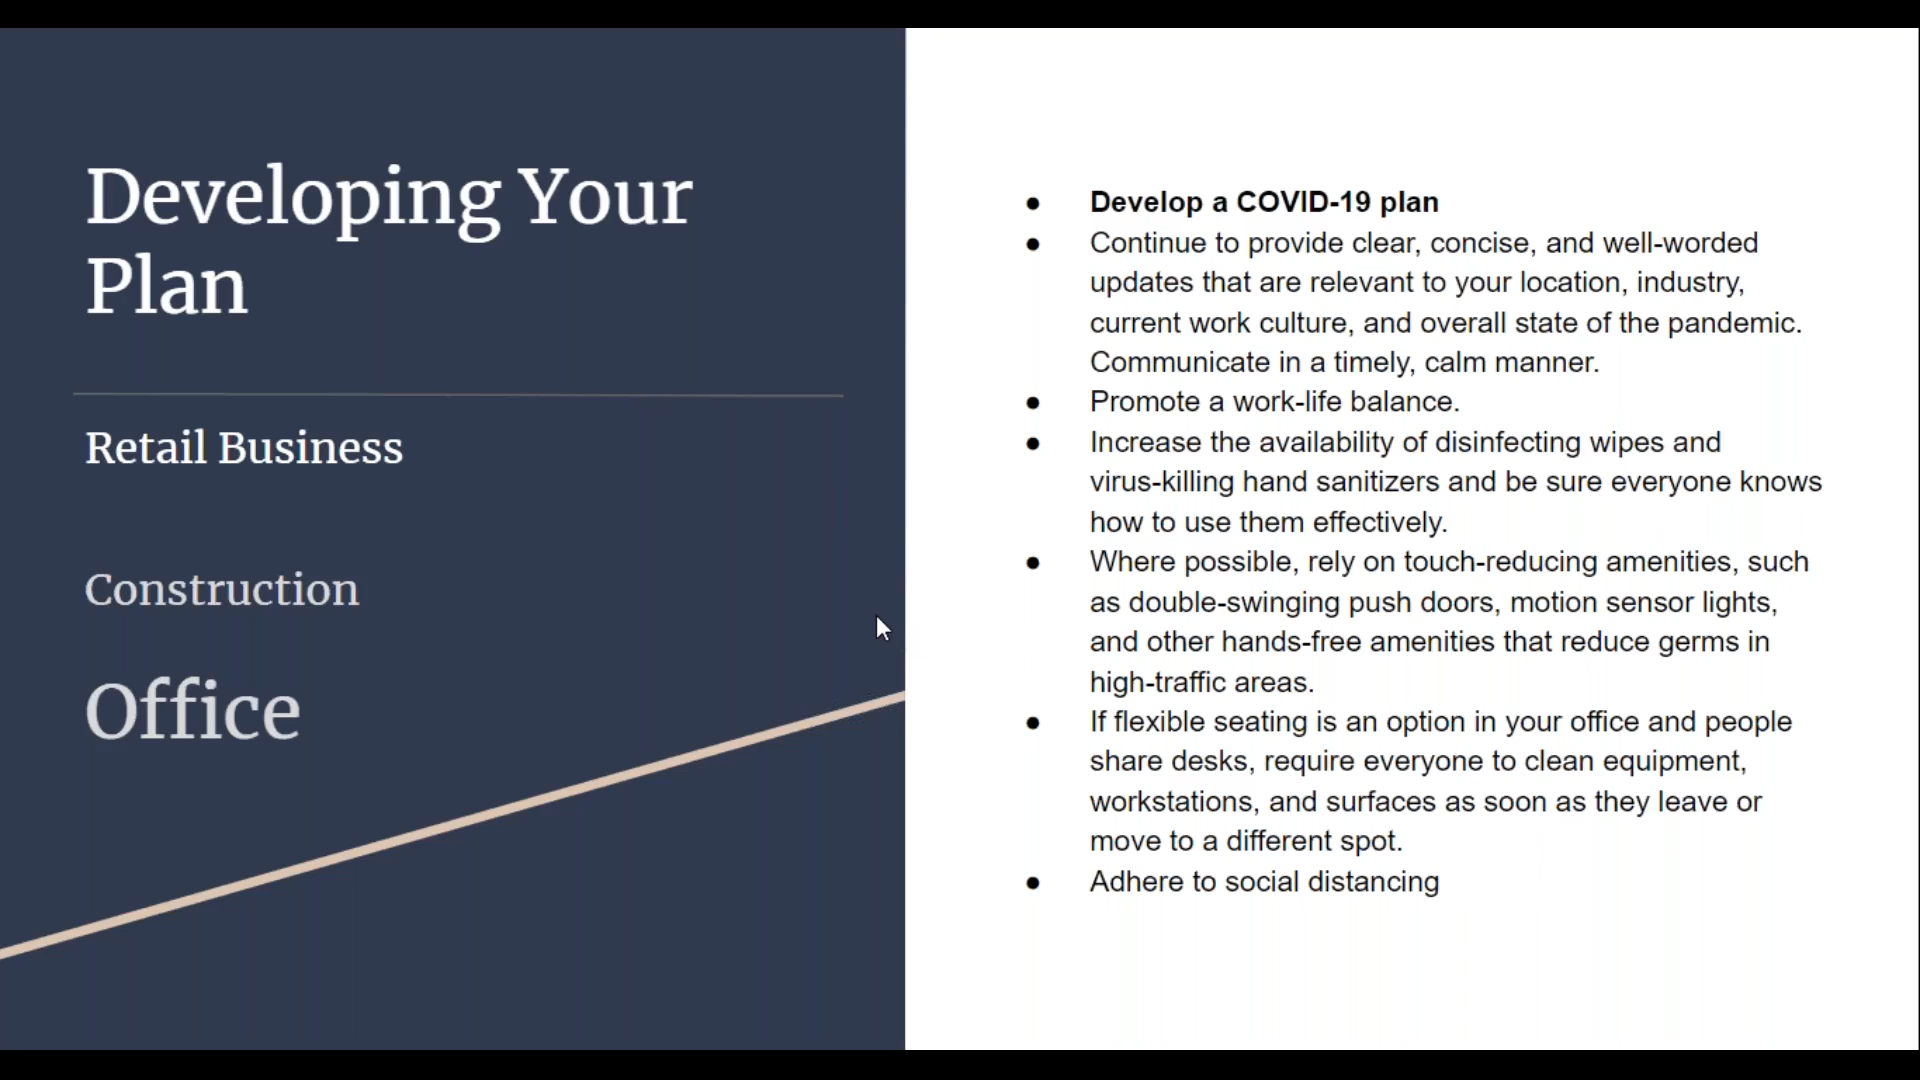 Developing Your
Plan
Retail Business
Construction
Office
● Develop a COVID-19 plan
● Continue to provide clear, concise, and well-worded
updates that are relevant to your location, industry,
current work culture, and overall state of the pandemic.
Communicate in a timely, calm manner.
● Promote a work-life balance.
● Increase the availability of disinfecting wipes and
virus-killing hand sanitizers and be sure everyone knows
how to use them effectively.
● Where possible, rely on touch-reducing amenities, such
as double-swinging push doors, motion sensor lights,
and other hands-free amenities that reduce germs in
high-traffic areas.
● If flexible seating is an option in your office and people
share desks, require everyone to clean equipment,
workstations, and surfaces as soon as they leave or
move to a different spot.
● Adhere to social distancing